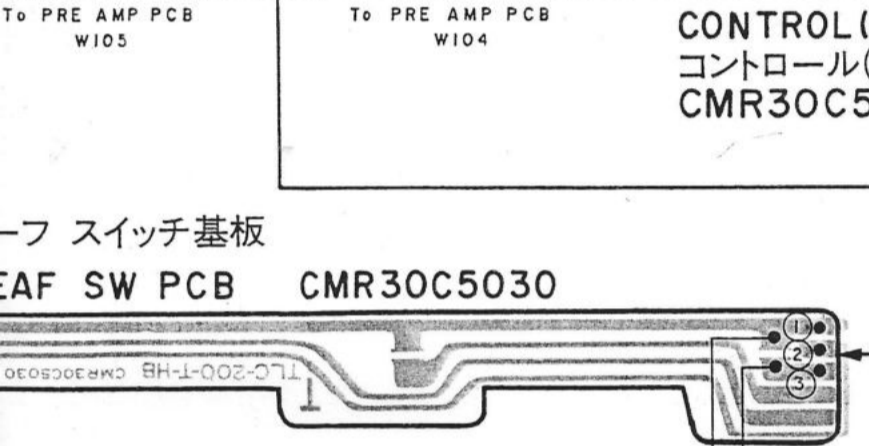 To PRE AMP PCB
W105
To PRE AMP PCB
W104
CONTROL(
コントロール(
CMR30C5
ーフ スイッチ基板
EAF SW PCB CMR30C5030
TLC-200-T-HB CMR30C5030
1
2
3